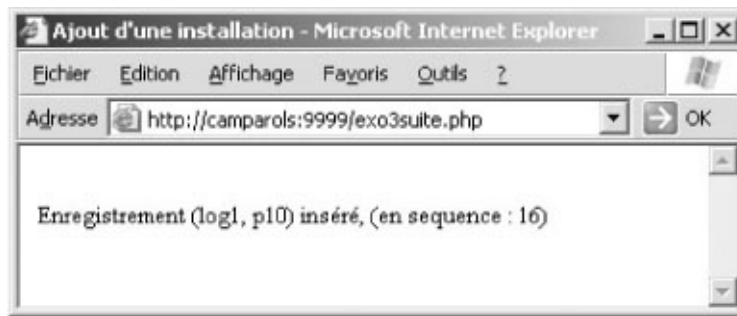 Ajout d'une installation - Microsoft Internet Explorer
Fichier Edition Affichage Favoris Outils ?
Adresse http://camparols:9999/exo3suite.php OK
Enregistrement (log1, p10) inséré, (en sequence : 16)